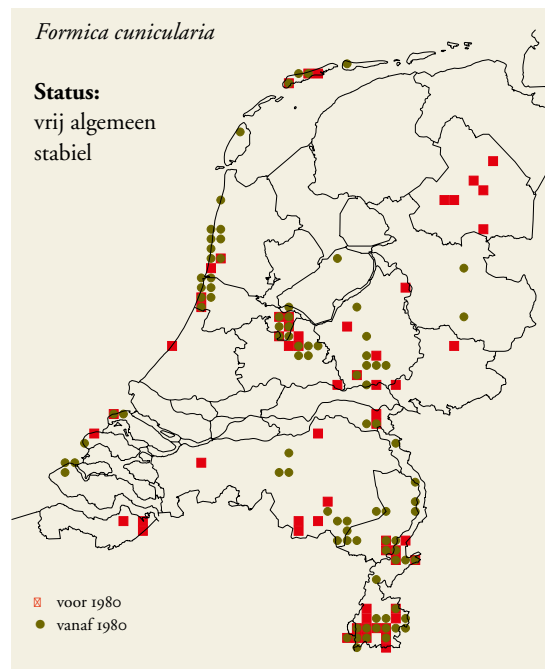 Formica cunicularia
Status:
vrij algemeen
stabiel
voor 1980
vanaf 1980